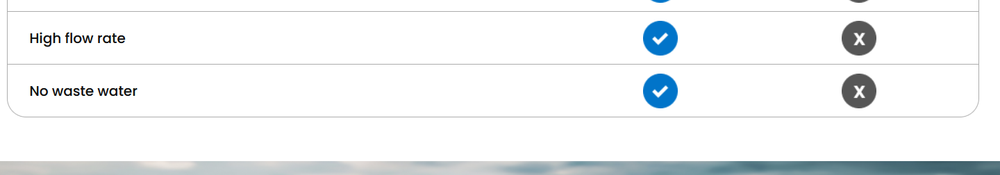 High flow rate
X
No waste water
X